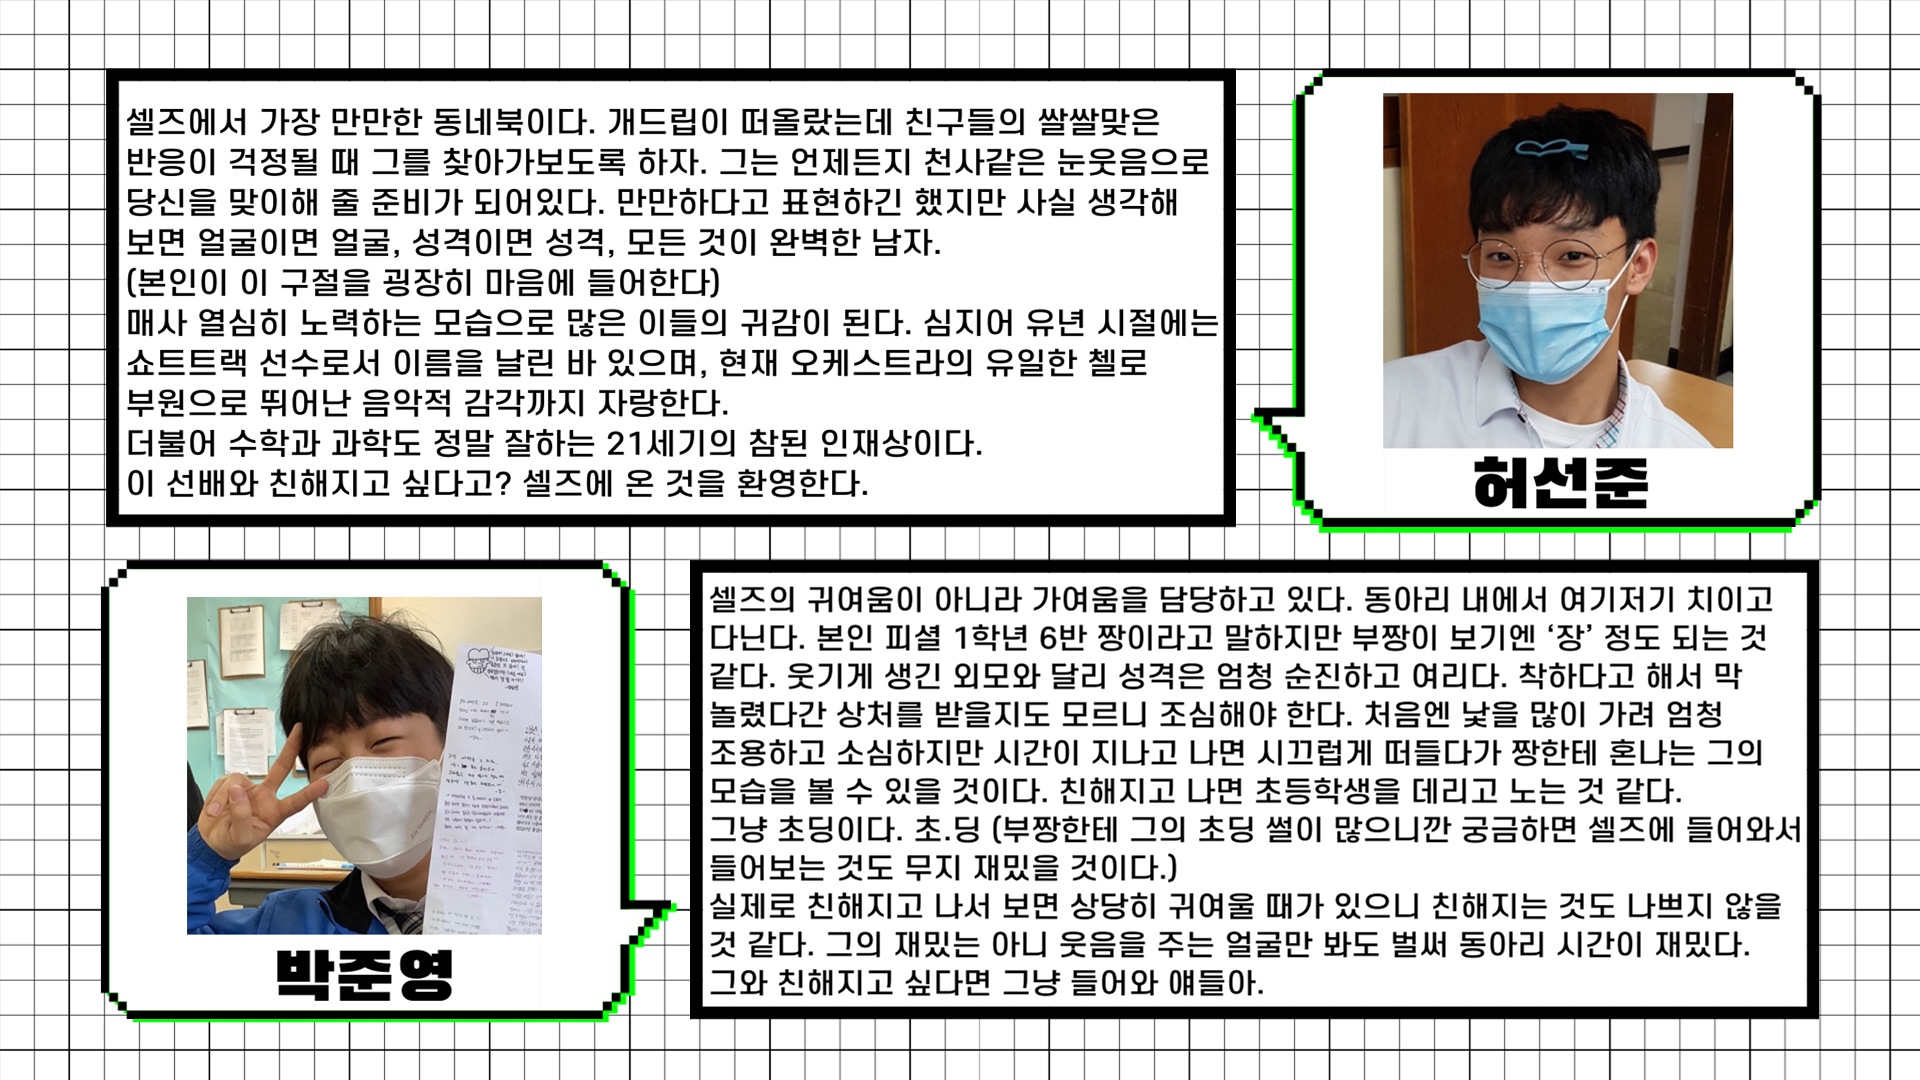 셀즈에서 가장 만만한 동네북이다. 개드립이 떠올랐는데 친구들의 쌀쌀맞은
반응이 걱정될 때 그를 찾아가보도록 하자. 그는 언제든지 천사같은 눈웃음으로
당신을 맞이해 줄 준비가 되어있다. 만만하다고 표현하긴 했지만 사실 생각해
보면 얼굴이면 얼굴, 성격이면 성격, 모든 것이 완벽한 남자.
(본인이 이 구절을 굉장히 마음에 들어한다)
매사 열심히 노력하는 모습으로 많은 이들의 귀감이 된다. 심지어 유년 시절에는
쇼트트랙 선수로서 이름을 날린 바 있으며, 현재 오케스트라의 유일한 첼로
부원으로 뛰어난 음악적 감각까지 자랑한다.
더불어 수학과 과학도 정말 잘하는 21세기의 참된 인재상이다.
이 선배와 친해지고 싶다고? 셀즈에 온 것을 환영한다.
허선준
박준영
셀즈의 귀여움이 아니라 가여움을 담당하고 있다. 동아리 내에서 여기저기 치이고
다닌다. 본인 피셜 1학년 6반 짱이라고 말하지만 부짱이 보기엔 ‘장’ 정도 되는 것
같다. 웃기게 생긴 외모와 달리 성격은 엄청 순진하고 여리다. 착하다고 해서 막
놀렸다간 상처를 받을지도 모르니 조심해야 한다. 처음엔 낯을 많이 가려 엄청
조용하고 소심하지만 시간이 지나고 나면 시끄럽게 떠들다가 짱한테 혼나는 그의
모습을 볼 수 있을 것이다. 친해지고 나면 초등학생을 데리고 노는 것 같다.
그냥 초딩이다. 초.딩 (부짱한테 그의 초딩 썰이 많으니깐 궁금하면 셀즈에 들어와서
들어보는 것도 무지 재밌을 것이다.)
실제로 친해지고 나서 보면 상당히 귀여울 때가 있으니 친해지는 것도 나쁘지 않을
것 같다. 그의 재밌는 아니 웃음을 주는 얼굴만 봐도 벌써 동아리 시간이 재밌다.
그와 친해지고 싶다면 그냥 들어와 얘들아.